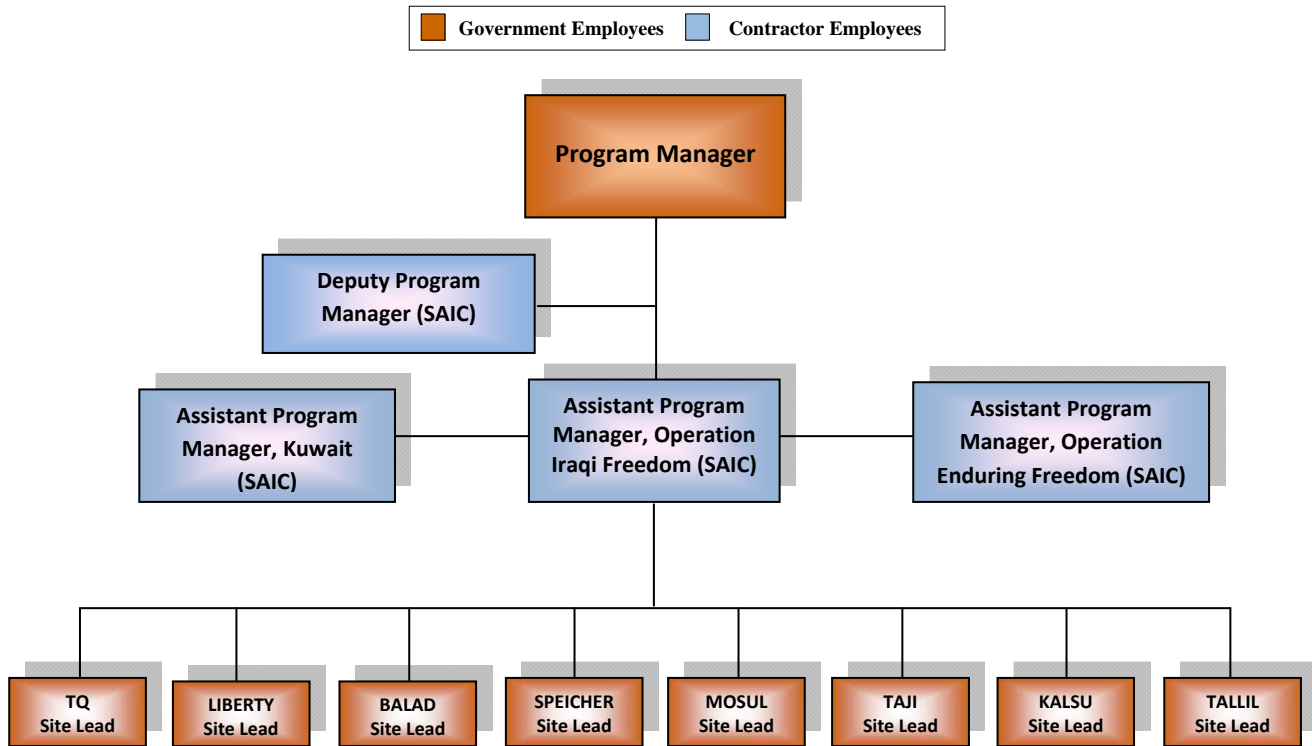 Government Employees
Contractor Employees
Program Manager
Deputy Program
Manager (SAIC)
Assistant Program
Manager, Kuwait
(SAIC)
Assistant Program
Manager, Operation
Iraqi Freedom (SAIC)
Assistant Program
Manager, Operation
Enduring Freedom (SAIC)
TQ
Site Lead
LIBERTY
Site Lead
BALAD
Site Lead
SPEICHER
Site Lead
MOSUL
Site Lead
TAJI
Site Lead
KALSU
Site Lead
TALLIL
Site Lead